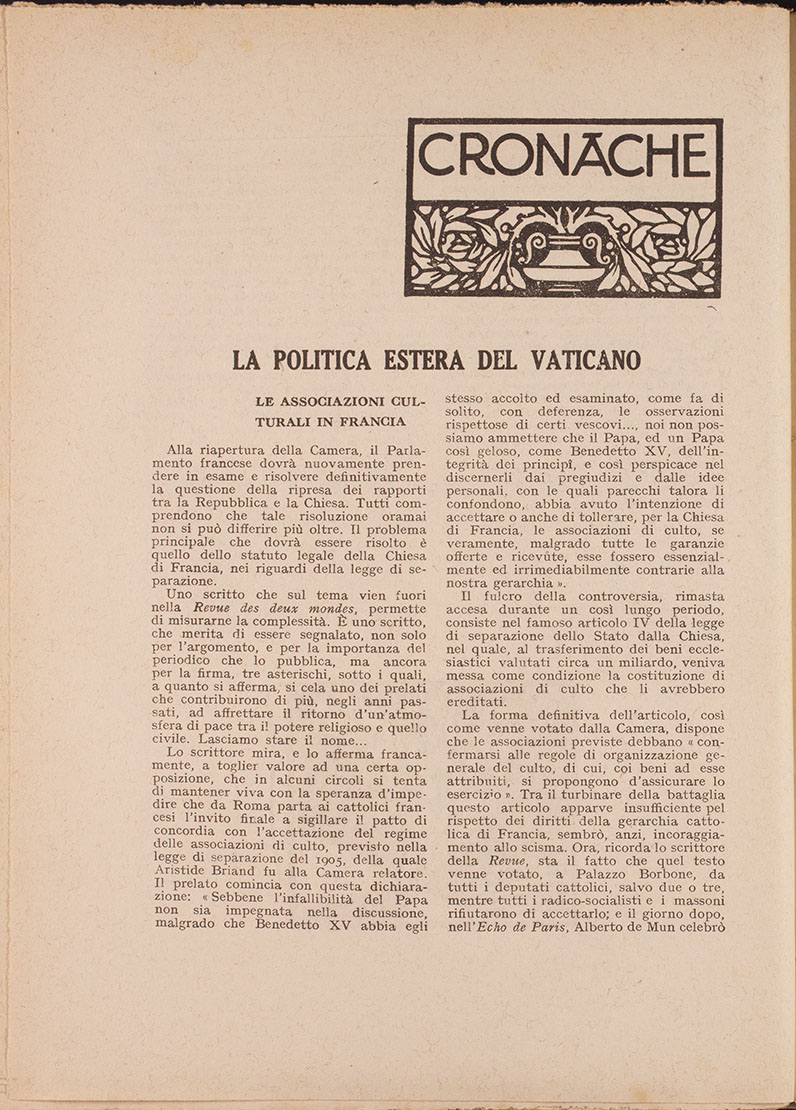 CRONACHE
LA POLITICA ESTERA DEL VATICANO
LE ASSOCIAZIONI CUL-
TURALI IN FRANCIA
Alla riapertura della Camera, il Parla-
mento francese dovrà nuovamente pren-
dere in esame e risolvere definitivamente
la questione della ripresa dei rapporti
tra la Repubblica e la Chiesa. Tutti com-
prendono che tale risoluzione oramai
non si può differire più oltre. Il problema
principale che dovrà essere risolto è
quello dello statuto legale della Chiesa
di Francia, nei riguardi della legge di se-
parazione.
Uno scritto che sul tema vien fuori
nella Revue des deux mondes, permette
di misurarne la complessità. È uno scritto,
che merita di essere segnalato, non solo
per l'argomento, e per la importanza del
periodico che lo pubblica, ma ancora
per la firma, tre asterischi, sotto i quali,
a quanto si afferma, si cela uno dei prelati
che contribuirono di più, negli anni pas-
sati, ad affrettare il ritorno d'un'atmo-
sfera di pace tra il potere religioso e quello
civile. Lasciamo stare il nome...
Lo scrittore mira, e lo afferma franca-
mente, a toglier valore ad una certa op-
posizione, che in alcuni circoli si tenta
di mantener viva con la speranza d'impe-
dire che da Roma parta ai cattolici fran-
cesi l'invito finale a sigillare il patto di
concordia con l'accettazione del regime
delle associazioni di culto, previsto nella
legge di separazione del 1905, della quale
Aristide Briand fu alla Camera relatore.
Il prelato comincia con questa dichiara-
zione: « Sebbene l'infallibilità del Papa
non sia impegnata nella discussione,
malgrado che Benedetto XV abbia egli
stesso accolto ed esaminato, come fa di
solito, con deferenza, le osservazioni
rispettose di certi vescovi..., noi non pos-
siamo ammettere che il Papa, ed un Papa
così geloso, come Benedetto XV, dell'in-
tegrità dei principî, e così perspicace nel
discernerli dai pregiudizi e dalle idee
personali, con le quali parecchi talora li
confondono, abbia avuto l'intenzione di
accettare o anche di tollerare, per la Chiesa
di Francia, le associazioni di culto, se
veramente, malgrado tutte le garanzie
offerte e ricevute, esse fossero essenzial-
mente ed irrimediabilmente contrarie alla
nostra gerarchia ».
Il fulcro della controversia, rimasta
accesa durante un così lungo periodo,
consiste nel famoso articolo IV della legge
di separazione dello Stato dalla Chiesa,
nel quale, al trasferimento dei beni eccle-
siastici valutati circa un miliardo, veniva
messa come condizione la costituzione di
associazioni di culto che li avrebbero
ereditati.
La forma definitiva dell'articolo, così
come venne votato dalla Camera, dispone
che le associazioni previste debbano « con-
fermarsi alle regole di organizzazione ge-
nerale del culto, di cui, coi beni ad esse
attribuiti, si propongono d'assicurare lo
esercizio ». Tra il turbinare della battaglia
questo articolo apparve insufficiente pel
rispetto dei diritti della gerarchia catto-
lica di Francia, sembrò, anzi, incoraggia-
mento allo scisma. Ora, ricorda lo scrittore
della Revue, sta il fatto che quel testo
venne votato, a Palazzo Borbone, da
tutti i deputati cattolici, salvo due o tre,
mentre tutti i radico-socialisti e i massoni
rifiutarono di accettarlo; e il giorno dopo,
nell'Echo de Paris, Alberto de Mun celebrò